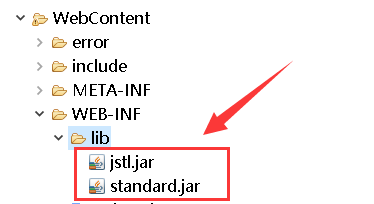 WebContent
error
include
META-INF
WEB-INF
lib
jstl.jar
standard.jar